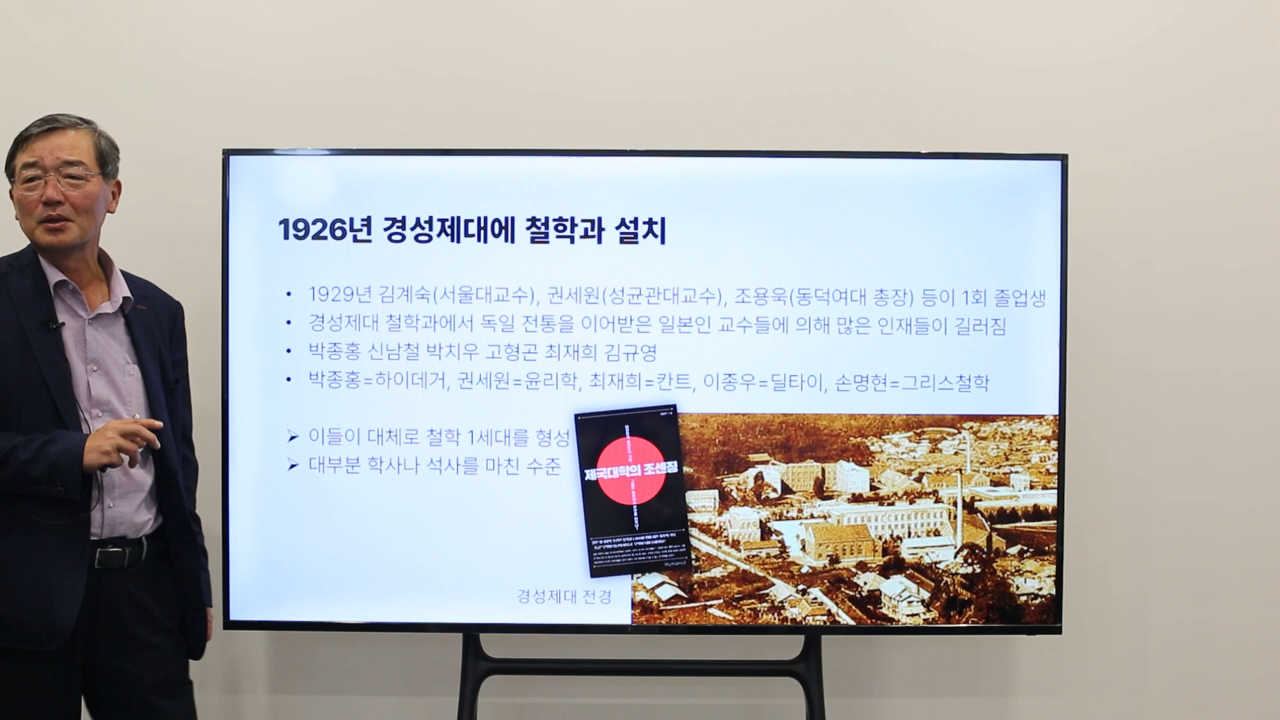 1926년 경성제대에 철학과 설치
• 1929년 김계숙(서울대교수), 권세원(성균관대교수), 조용욱(동덕여대 총장) 등이 1회 졸업생
• 경성제대 철학과에서 독일 전통을 이어받은 일본인 교수들에 의해 많은 인재들이 길러짐
• 박종홍 신남철 박치우 고형곤 최재희 김규영
• 박종홍=하이데거, 권세원=윤리학, 최재희=칸트, 이종우=딜타이, 손명현=그리스철학
➢ 이들이 대체로 철학 1세대를 형성
➢ 대부분 학사나 석사를 마친 수준
제국대학의 조센징
경성제대 전경